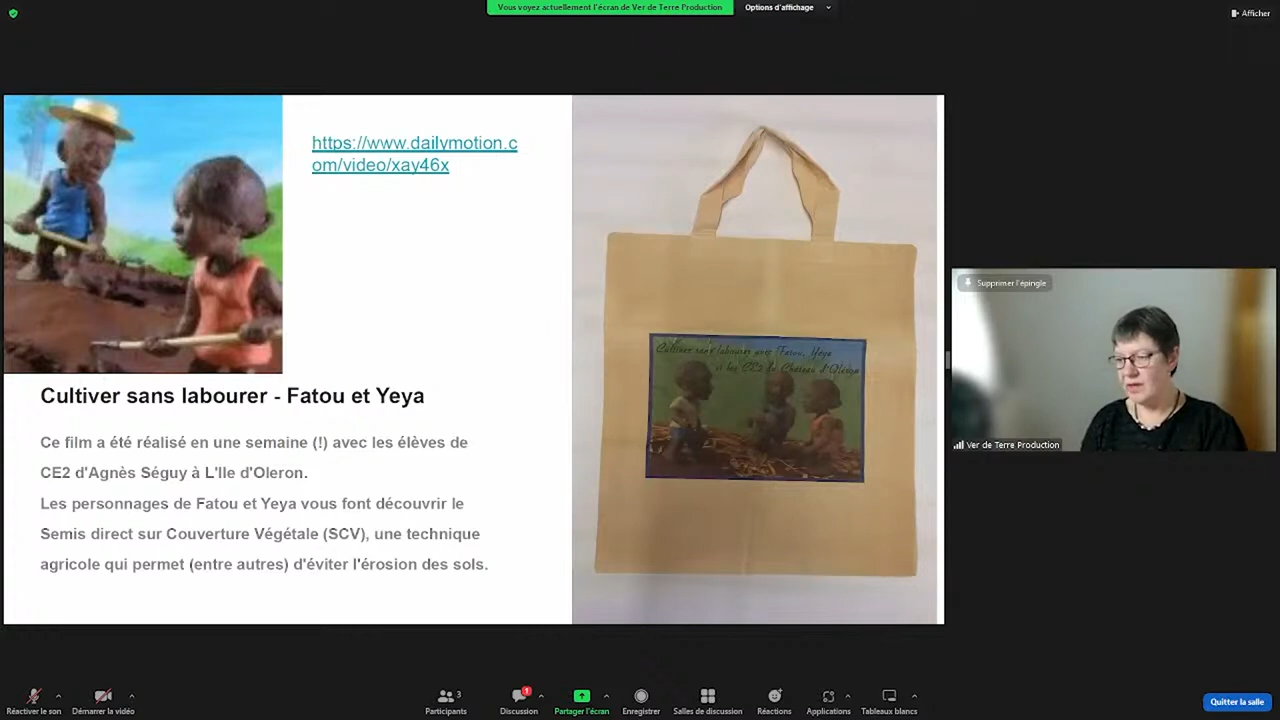 Vous voyez actuellement l'écran de Ver de Terre Production
Options d'affichage
Afficher
https://www.dailymotion.c
om/video/xay46x
Cultiver sans labourer avec Fatou, Yeya
et les CE2 de Château d'Oléron
Cultiver sans labourer - Fatou et Yeya
Ce film a été réalisé en une semaine (!) avec les élèves de
CE2 d'Agnès Séguy à L'Ile d'Oleron.
Les personnages de Fatou et Yeya vous font découvrir le
Semis direct sur Couverture Végétale (SCV), une technique
agricole qui permet (entre autres) d'éviter l'érosion des sols.
Supprimer l'épingle
Ver de Terre Production
Réactiver le son
Démarrer la vidéo
Participants
3
Discussion
1
Partager l'écran
Enregistrer
Salles de discussion
Réactions
Applications
Tableaux blancs
Quitter la salle